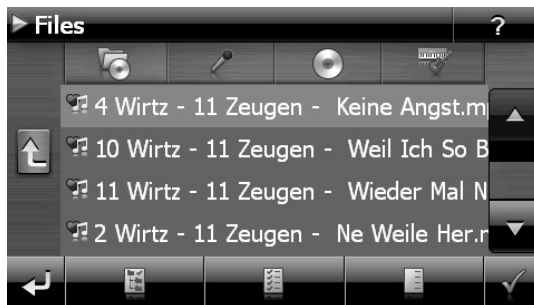 Files ?
4 Wirtz - 11 Zeugen - Keine Angst.m
10 Wirtz - 11 Zeugen - Weil Ich So B
11 Wirtz - 11 Zeugen - Wieder Mal N
2 Wirtz - 11 Zeugen - Ne Weile Her.